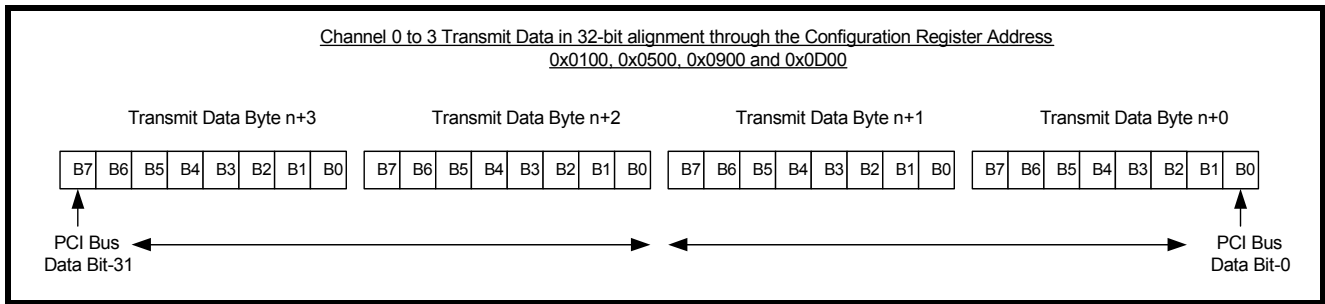 Channel 0 to 3 Transmit Data in 32-bit alignment through the Configuration Register Address
0x0100, 0x0500, 0x0900 and 0x0D00
Transmit Data Byte n+3 Transmit Data Byte n+2 Transmit Data Byte n+1 Transmit Data Byte n+0
B7 B6 B5 B4 B3 B2 B1 B0 B7 B6 B5 B4 B3 B2 B1 B0 B7 B6 B5 B4 B3 B2 B1 B0 B7 B6 B5 B4 B3 B2 B1 B0
PCI Bus
Data Bit-31
PCI Bus
Data Bit-0